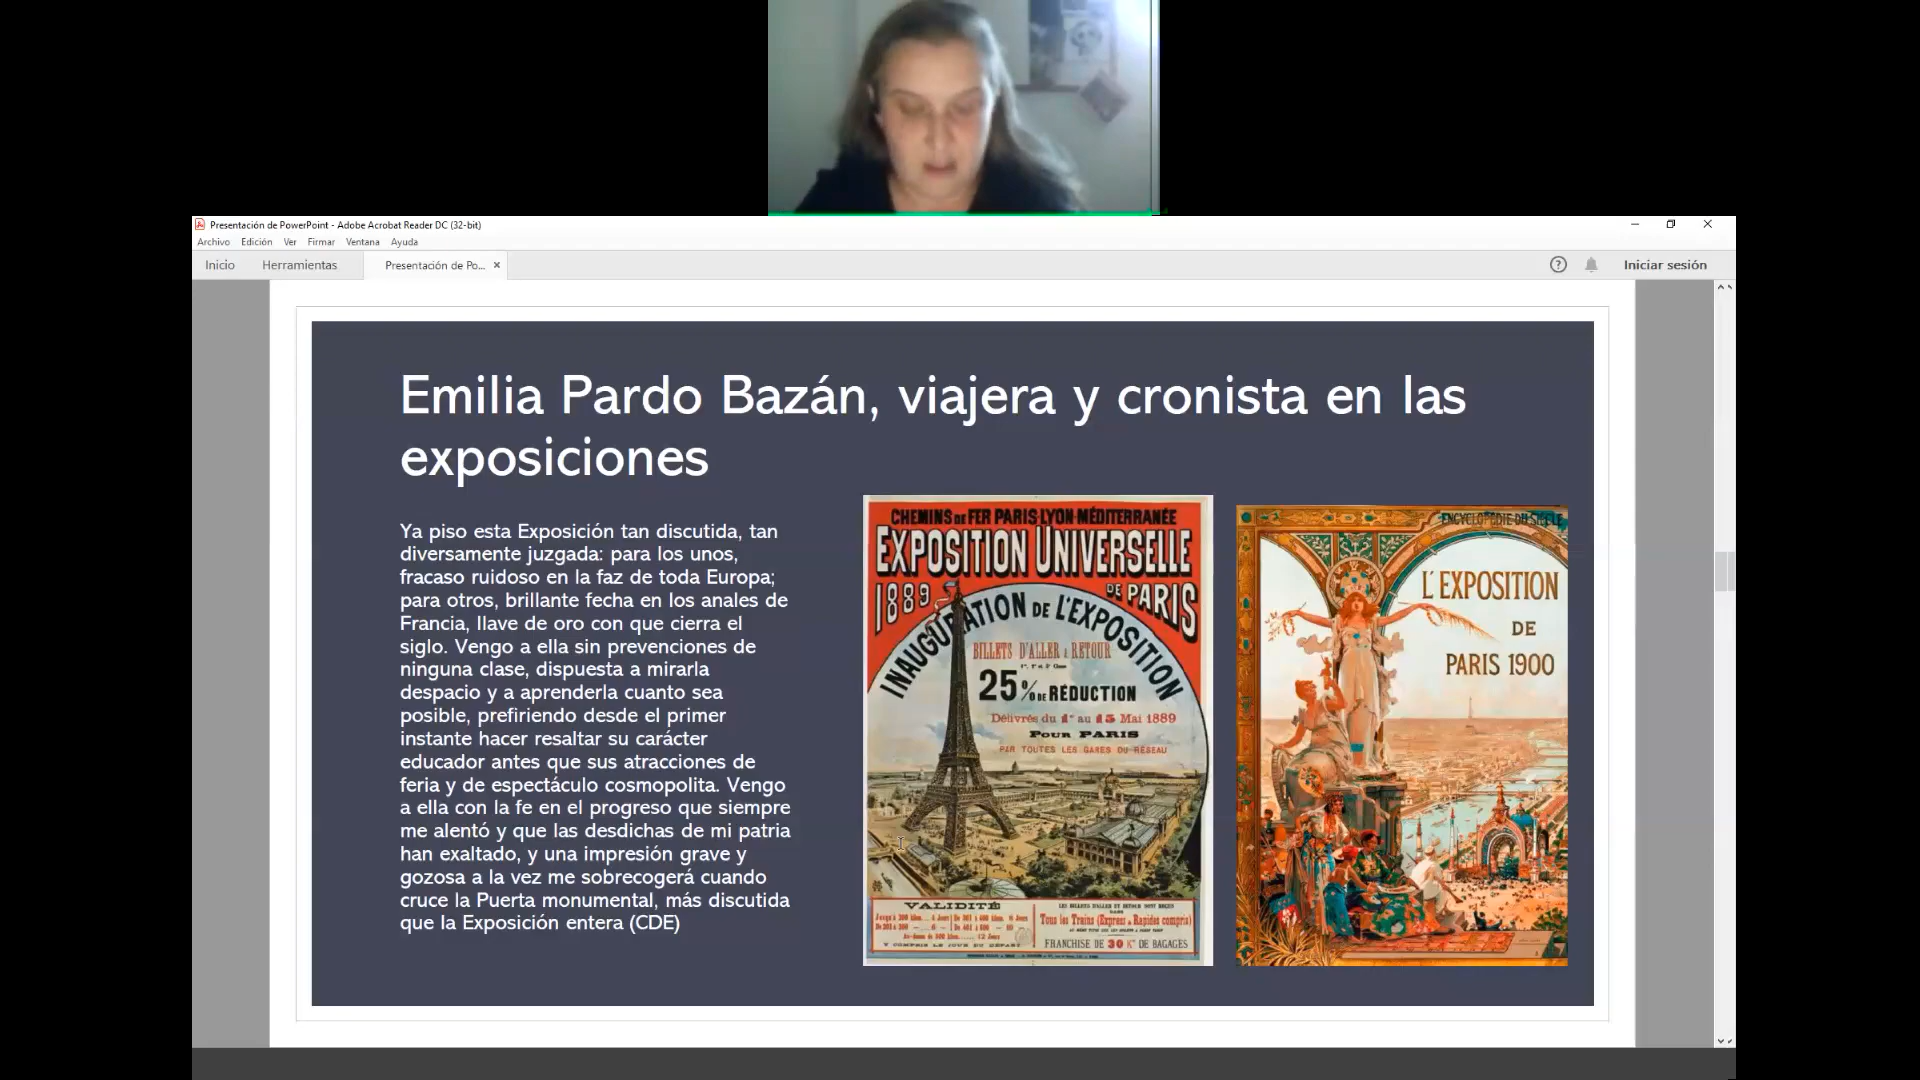 Presentación de PowerPoint - Adobe Acrobat Reader DC (32-bit)
Archivo Edición Ver Firmar Ventana Ayuda
Inicio Herramientas Presentación de Po... × Iniciar sesión
Emilia Pardo Bazán, viajera y cronista en las
exposiciones
Ya piso esta Exposición tan discutida, tan
diversamente juzgada: para los unos,
fracaso ruidoso en la faz de toda Europa;
para otros, brillante fecha en los anales de
Francia, llave de oro con que cierra el
siglo. Vengo a ella sin prevenciones de
ninguna clase, dispuesta a mirarla
despacio y a aprenderla cuanto sea
posible, prefiriendo desde el primer
instante hacer resaltar su carácter
educador antes que sus atracciones de
feria y de espectáculo cosmopolita. Vengo
a ella con la fe en el progreso que siempre
me alentó y que las desdichas de mi patria
han exaltado, y una impresión grave y
gozosa a la vez me sobrecogerá cuando
cruce la Puerta monumental, más discutida
que la Exposición entera (CDE)
CHEMINS DE FER PARIS-LYON-MÉDITERRANÉE
EXPOSITION UNIVERSELLE
1889 DE PARIS
INAUGURATION DE L'EXPOSITION
BILLETS D'ALLER & RETOUR
25% DE RÉDUCTION
Délivrés du 1er au 15 Mai 1889
POUR PARIS
PAR TOUTES LES GARES DU RÉSEAU
VALIDITÉ
Y COMPRIS LE JOUR DU DÉPART
Tous les Trains (Express & Rapides compris)
FRANCHISE DE 30 KOS DE BAGAGES
ENCYCLOPÉDIE DU SIÈCLE
L'EXPOSITION
DE
PARIS 1900